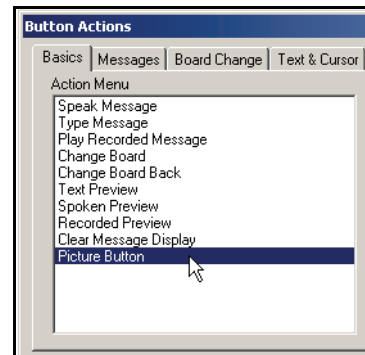 Button Actions
Basics Messages Board Change Text & Cursor
Action Menu
Speak Message
Type Message
Play Recorded Message
Change Board
Change Board Back
Text Preview
Spoken Preview
Recorded Preview
Clear Message Display
Picture Button